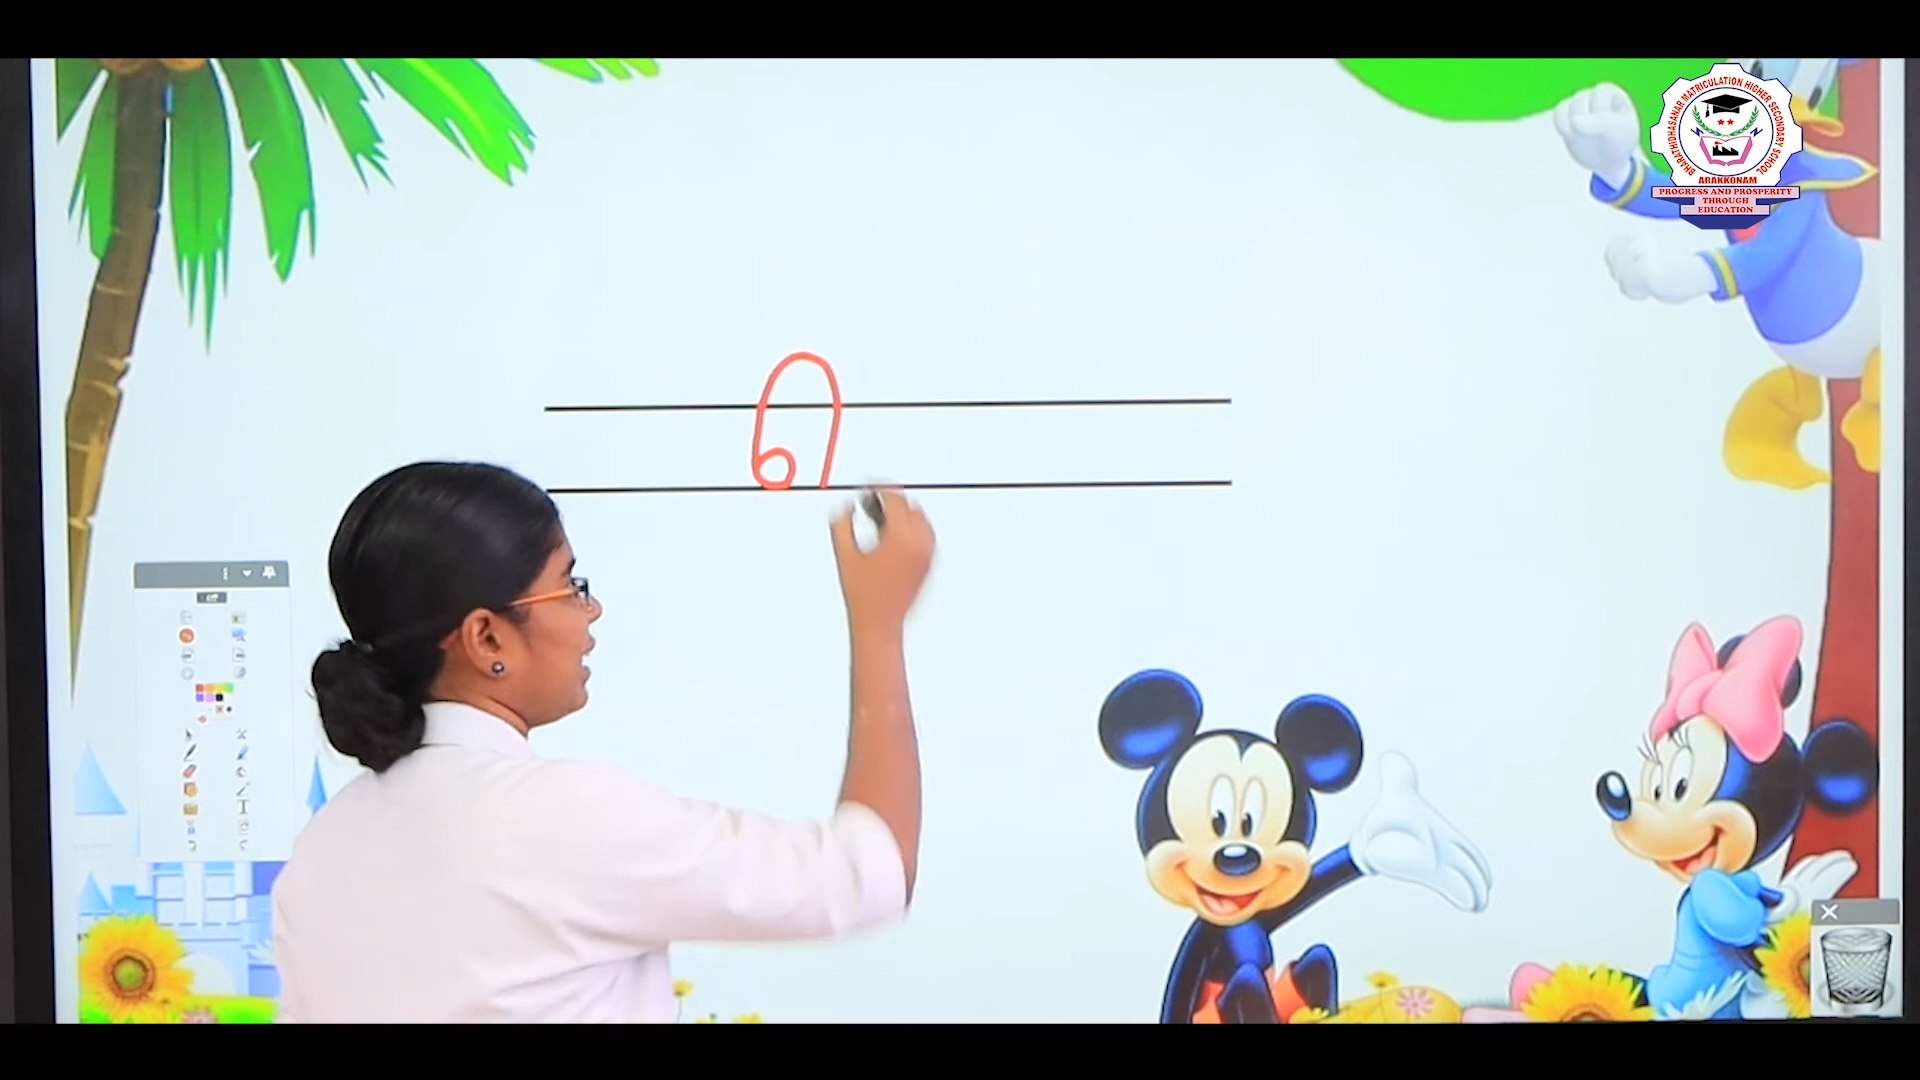 BHARATHIDHASANAR MATRICULATION HIGHER SECONDARY SCHOOL
ARAKKONAM
PROGRESS AND PROSPERITY
THROUGH
EDUCATION
ெ